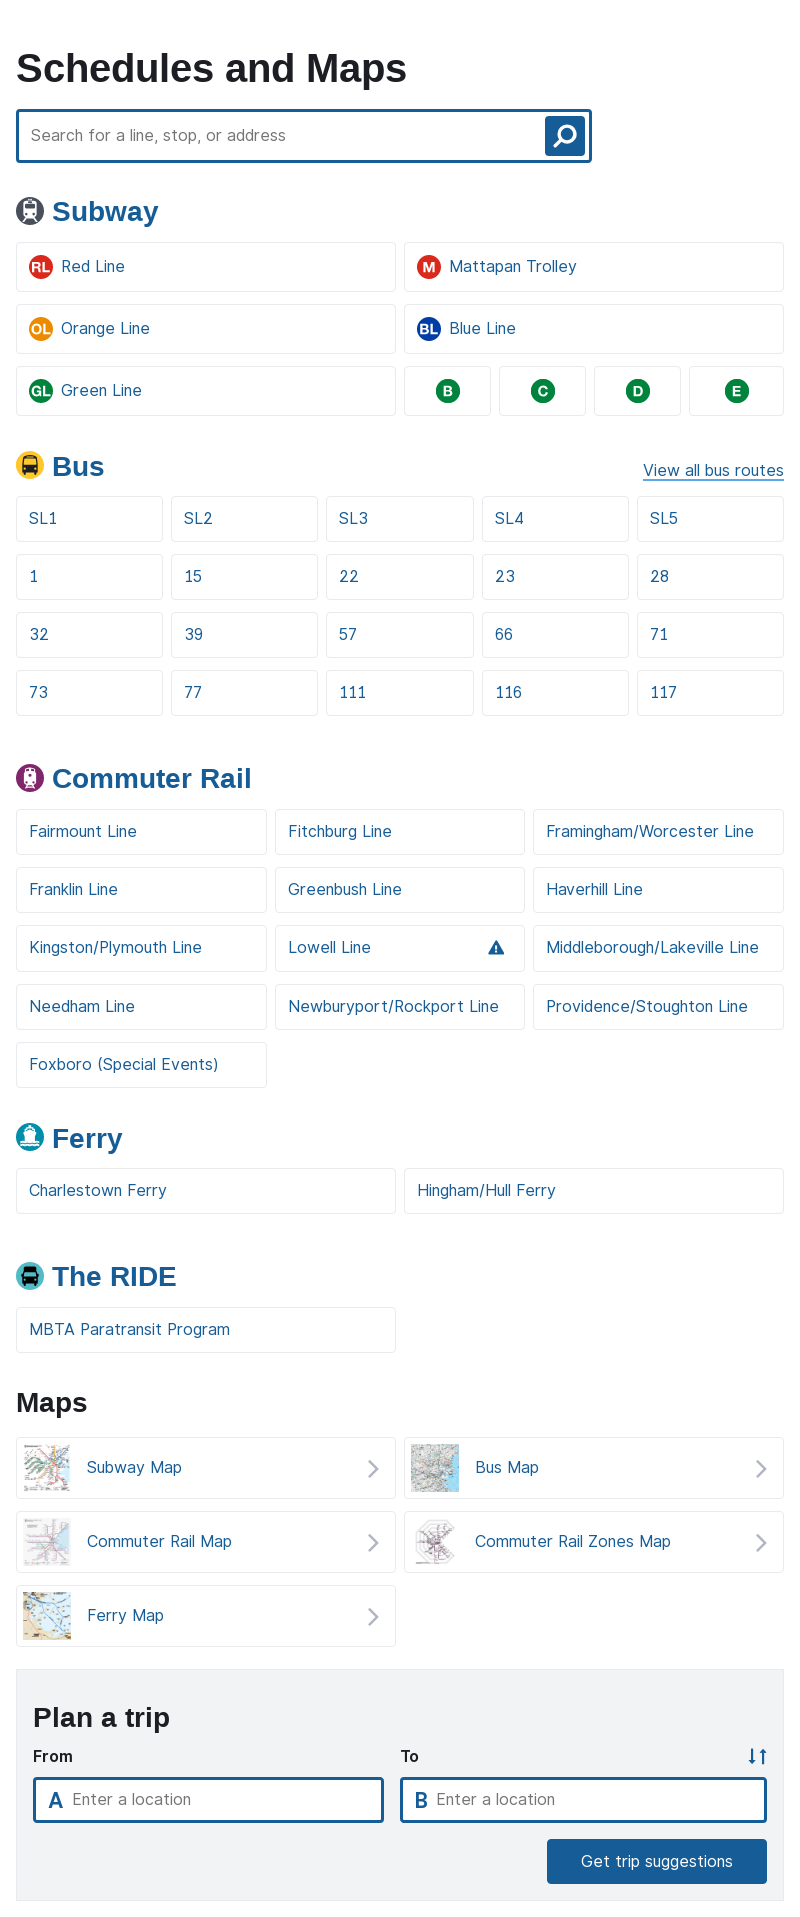 Schedules and Maps
Search for a line, stop, or address
Subway
RL Red Line
M Mattapan Trolley
OL Orange Line
BL Blue Line
GL Green Line
B
C
D
E
Bus
View all bus routes
SL1
SL2
SL3
SL4
SL5
1
15
22
23
28
32
39
57
66
71
73
77
111
116
117
Commuter Rail
Fairmount Line
Fitchburg Line
Framingham/Worcester Line
Franklin Line
Greenbush Line
Haverhill Line
Kingston/Plymouth Line
Lowell Line
Middleborough/Lakeville Line
Needham Line
Newburyport/Rockport Line
Providence/Stoughton Line
Foxboro (Special Events)
Ferry
Charlestown Ferry
Hingham/Hull Ferry
The RIDE
MBTA Paratransit Program
Maps
Subway Map
Bus Map
Commuter Rail Map
Commuter Rail Zones Map
Ferry Map
Plan a trip
From
To
A Enter a location
B Enter a location
Get trip suggestions